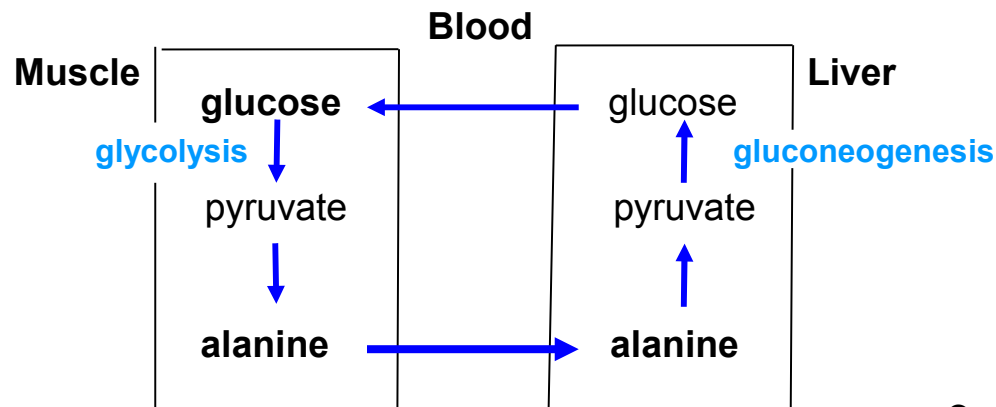 Blood
Muscle
Liver
glucose
glucose
glycolysis
gluconeogenesis
pyruvate
pyruvate
alanine
alanine